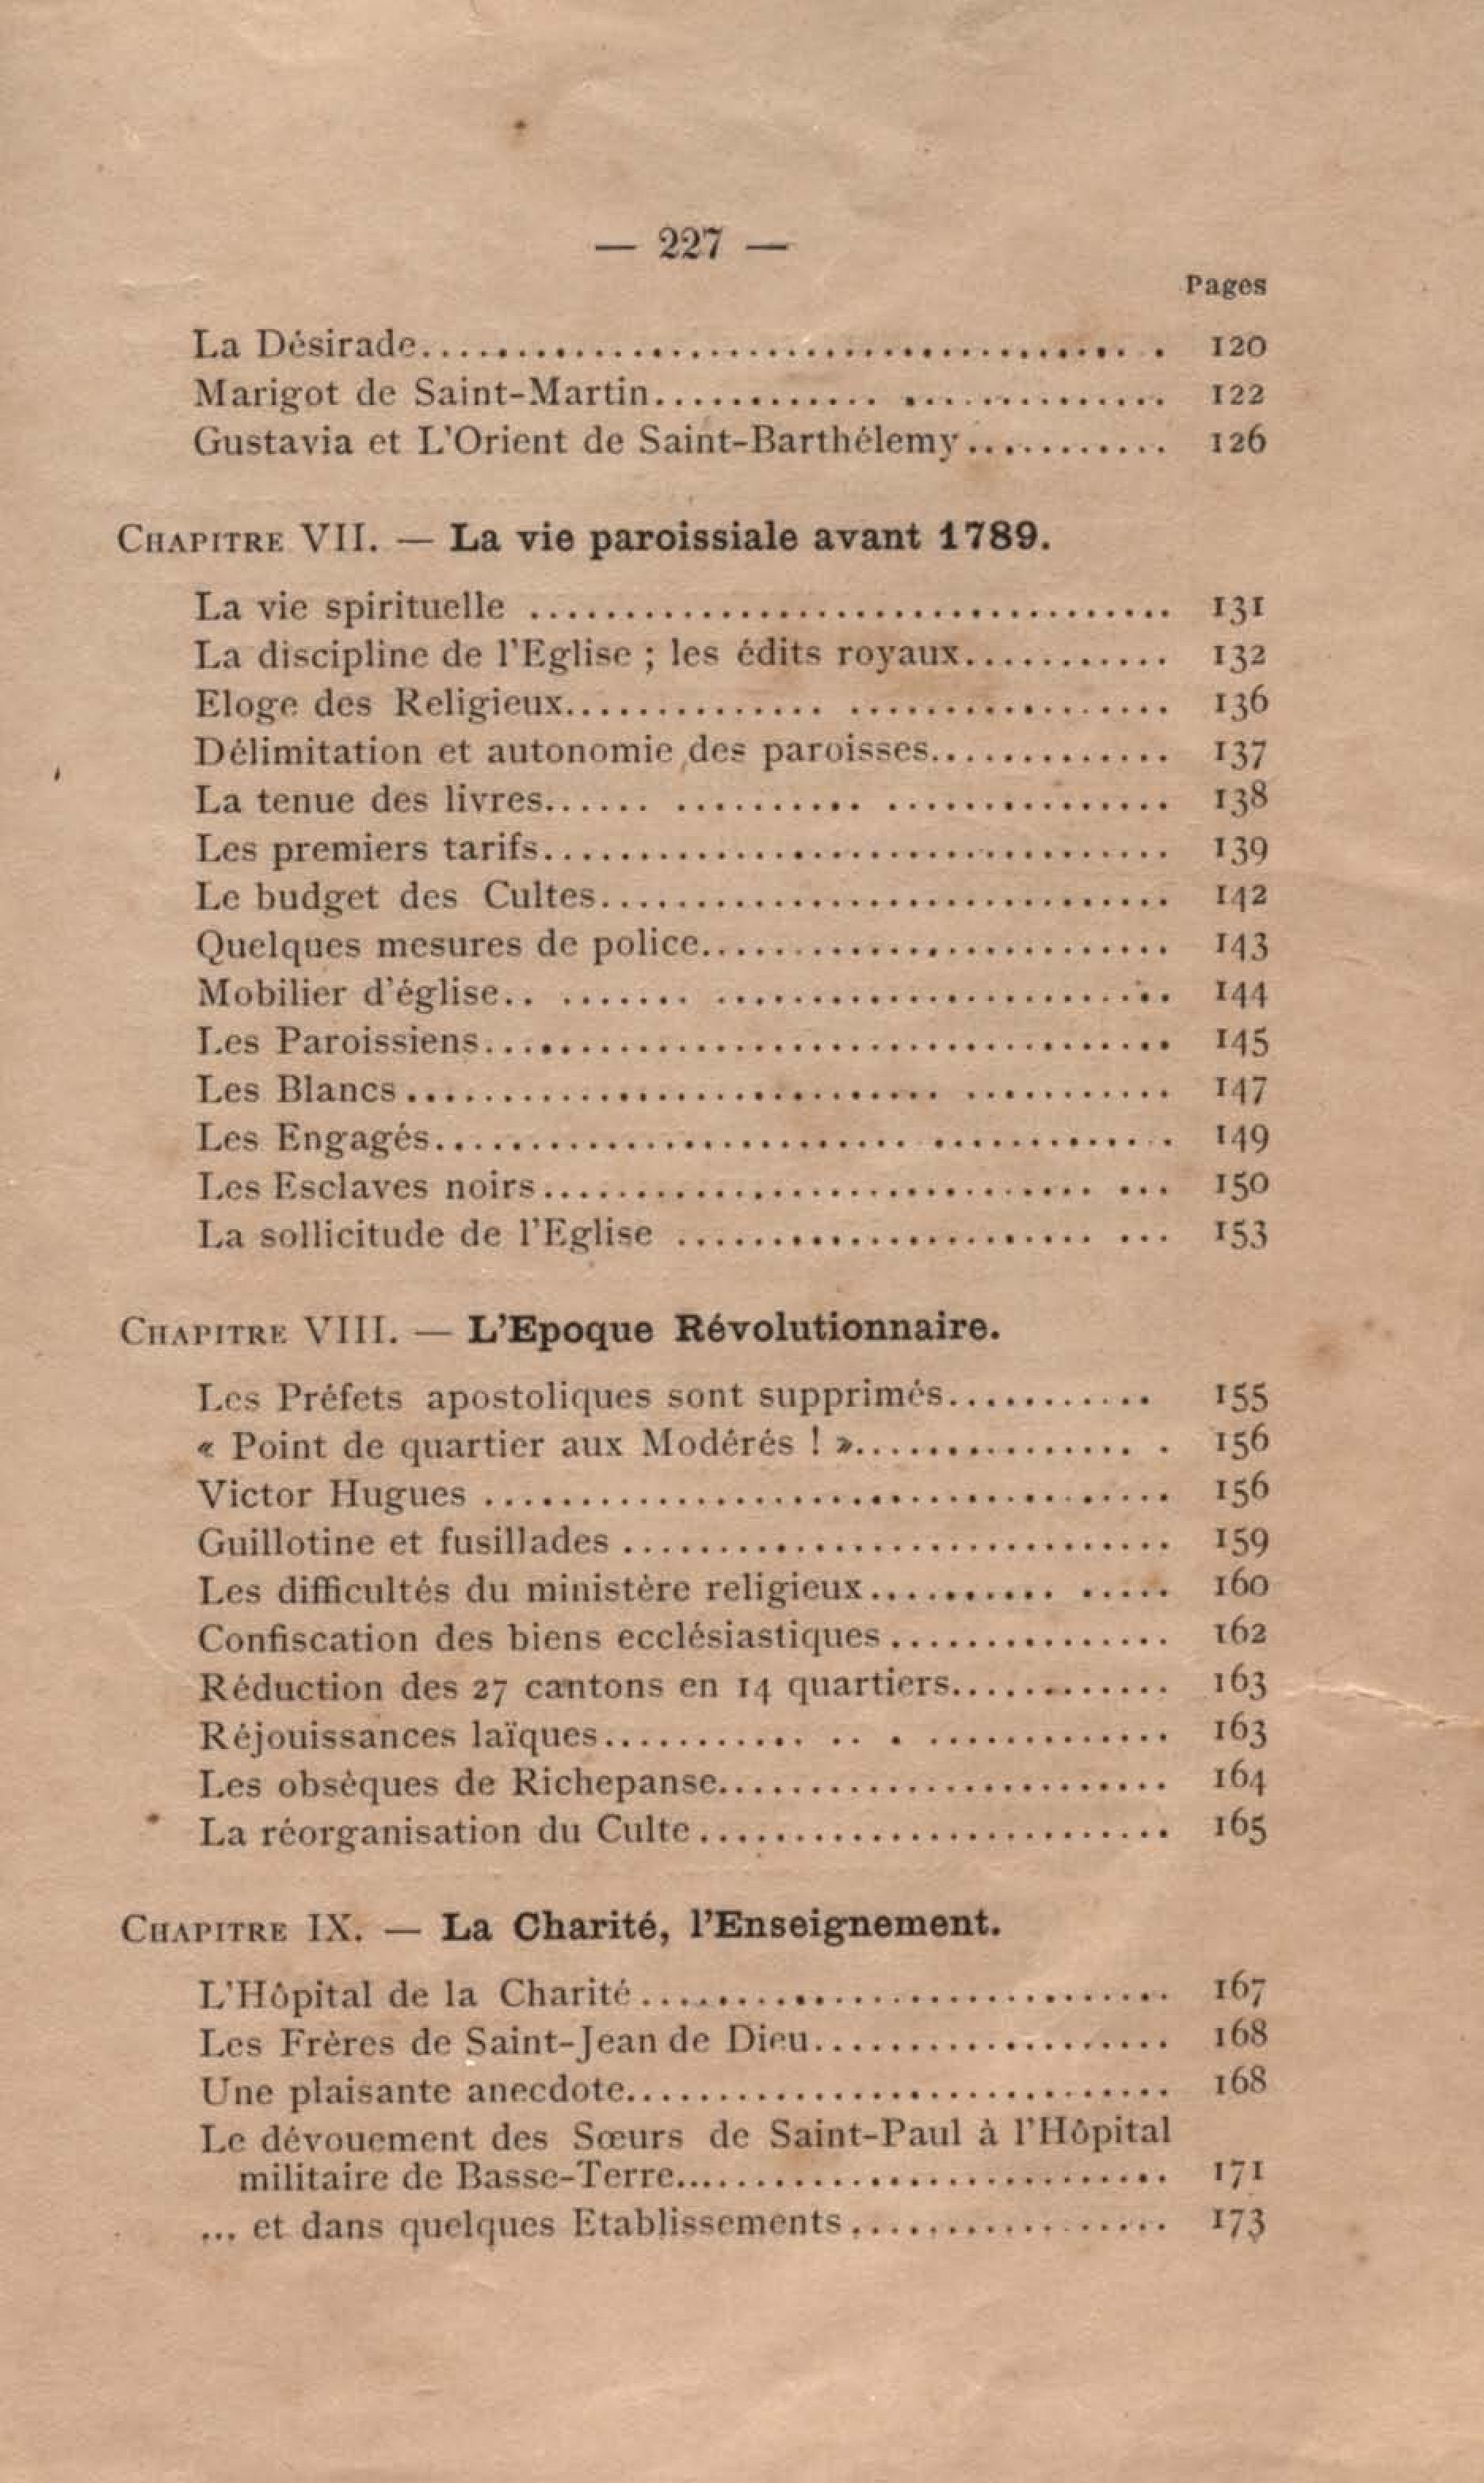 — 227 —
Pages
La Désirade........................................ 120
Marigot de Saint-Martin............ .............. 122
Gustavia et L'Orient de Saint-Barthélemy........... 126
CHAPITRE VII. — La vie paroissiale avant 1789.
La vie spirituelle .................................. 131
La discipline de l'Eglise ; les édits royaux........... 132
Eloge des Religieux.............. ................. 136
Délimitation et autonomie des paroisses............. 137
La tenue des livres...... .......... ............... 138
Les premiers tarifs................................. 139
Le budget des Cultes.............................. 142
Quelques mesures de police......................... 143
Mobilier d'église.. ....... ........................ 144
Les Paroissiens.................................... 145
Les Blancs............................ ........... 147
Les Engagés......................... ............. 149
Les Esclaves noirs............................. ... 150
La sollicitude de l'Eglise ...................... ... 153
CHAPITRE VIII. — L'Epoque Révolutionnaire.
Les Préfets apostoliques sont supprimés........... 155
« Point de quartier aux Modérés ! »............... . 156
Victor Hugues .................................... 156
Guillotine et fusillades ............................. 159
Les difficultés du ministère religieux.......... ..... 160
Confiscation des biens ecclésiastiques ............... 162
Réduction des 27 cantons en 14 quartiers............ 163
Réjouissances laïques........... .. . ............. 163
Les obsèques de Richepanse........................ 164
La réorganisation du Culte......................... 165
CHAPITRE IX. — La Charité, l'Enseignement.
L'Hôpital de la Charité ............................ 167
Les Frères de Saint-Jean de Dieu................... 168
Une plaisante anecdote............................. 168
Le dévouement des Sœurs de Saint-Paul à l'Hôpital
militaire de Basse-Terre.......................... 171
... et dans quelques Etablissements................. 173